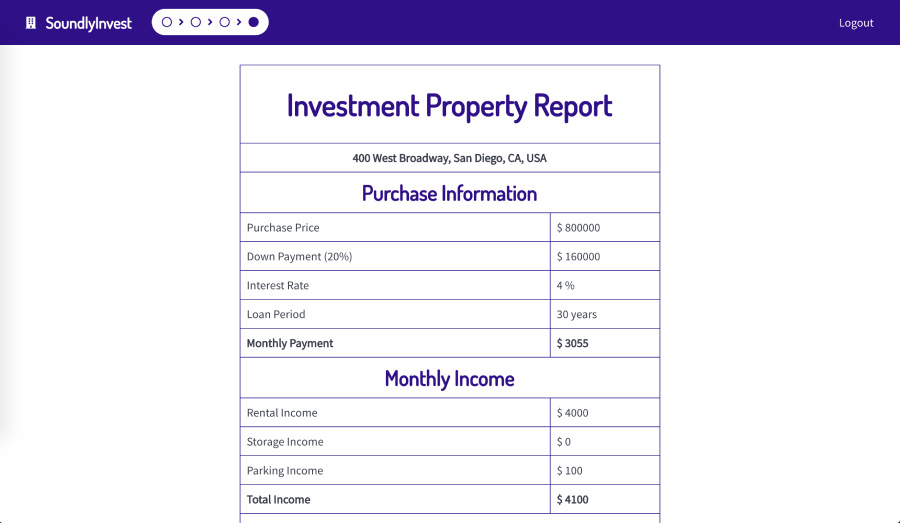 SoundlyInvest
Logout
Investment Property Report
400 West Broadway, San Diego, CA, USA
Purchase Information
Purchase Price $ 800000
Down Payment (20%) $ 160000
Interest Rate 4 %
Loan Period 30 years
Monthly Payment $ 3055
Monthly Income
Rental Income $ 4000
Storage Income $ 0
Parking Income $ 100
Total Income $ 4100